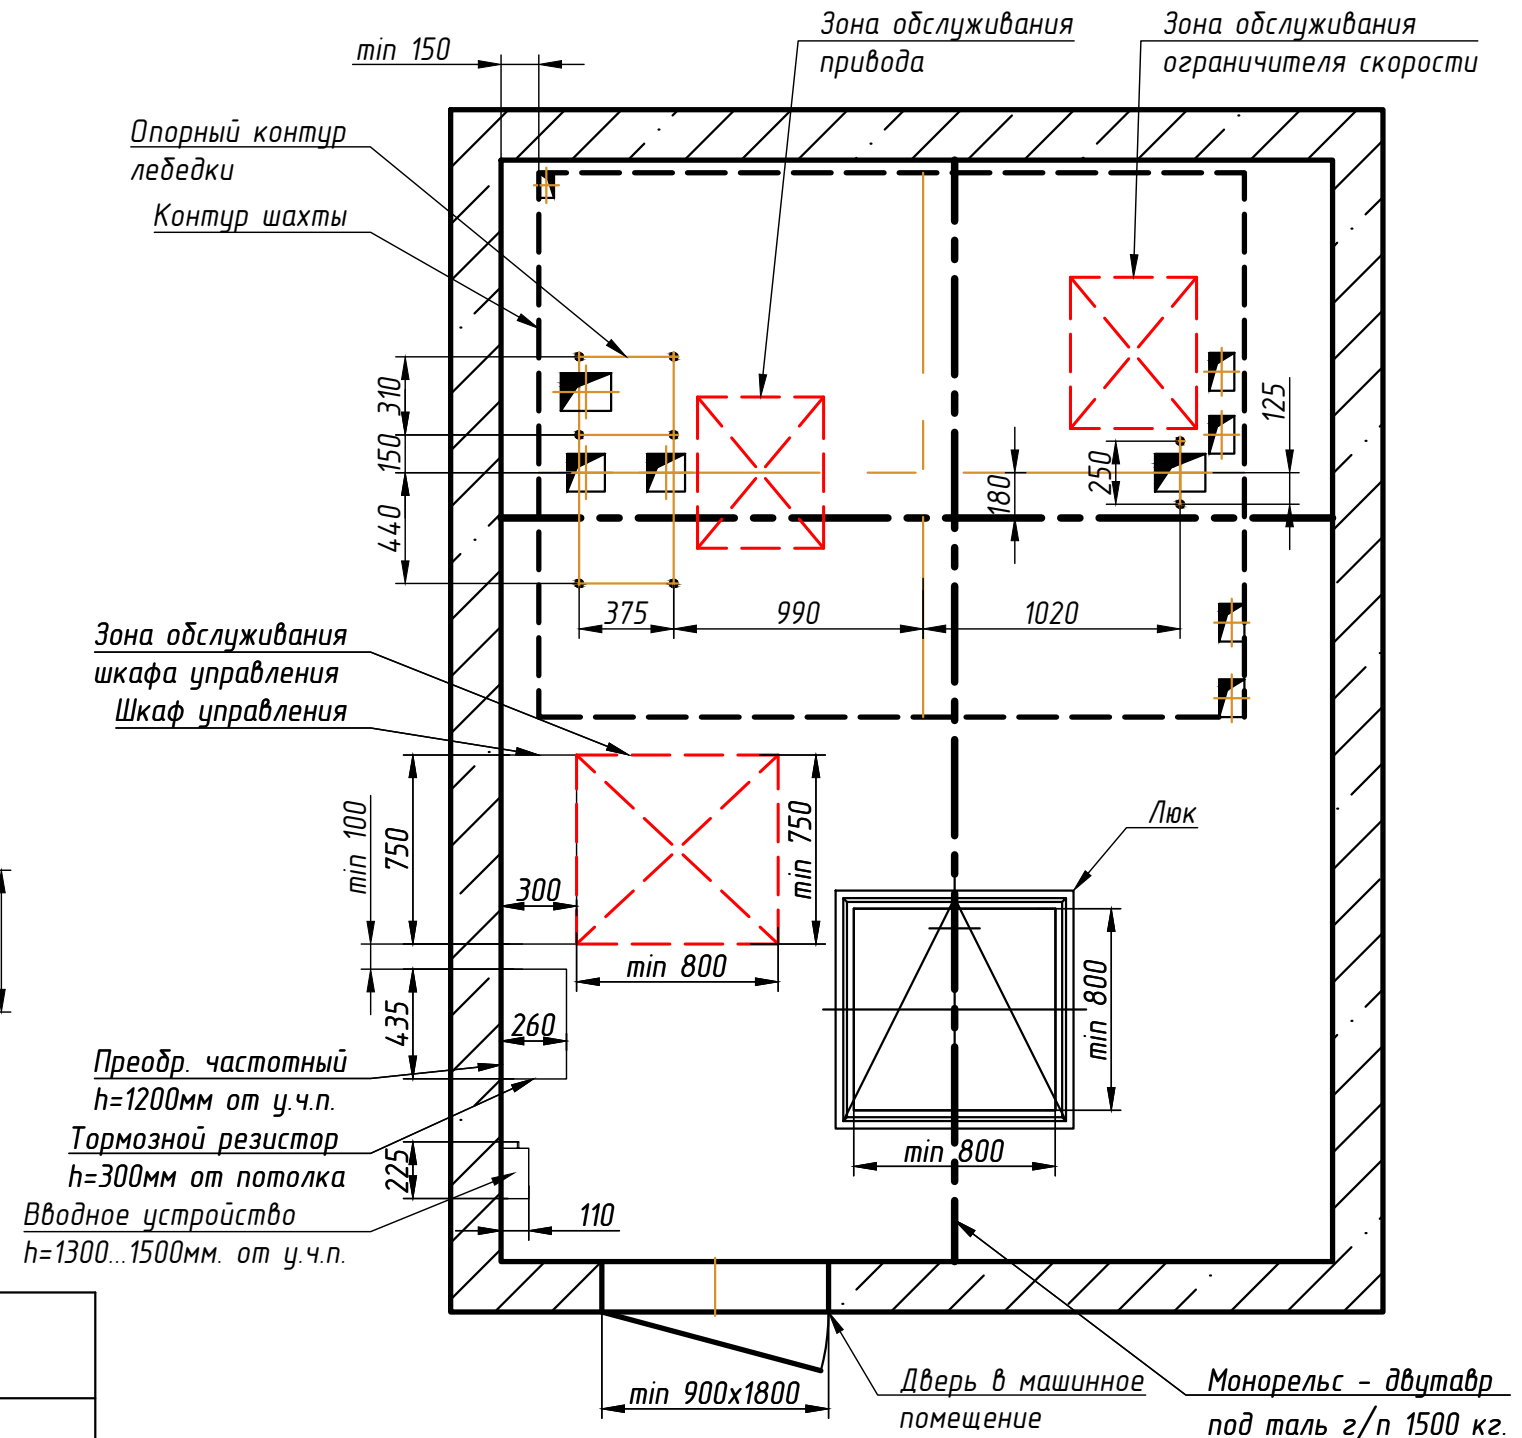 Зона обслуживания
привода
Зона обслуживания
ограничителя скорости
min 150
Опорный контур
лебедки
Контур шахты
310
150
440
125
250
180
375
990
1020
Зона обслуживания
шкафа управления
Шкаф управления
min 100
750
300
min 750
min 800
Люк
min 800
min 800
435
260
Преобр. частотный
h=1200мм от у.ч.п.
Тормозной резистор
h=300мм от потолка
225
Вводное устройство
h=1300...1500мм. от у.ч.п.
110
min 900x1800
Дверь в машинное
помещение
Монорельс - двутавр
под таль г/п 1500 кг.